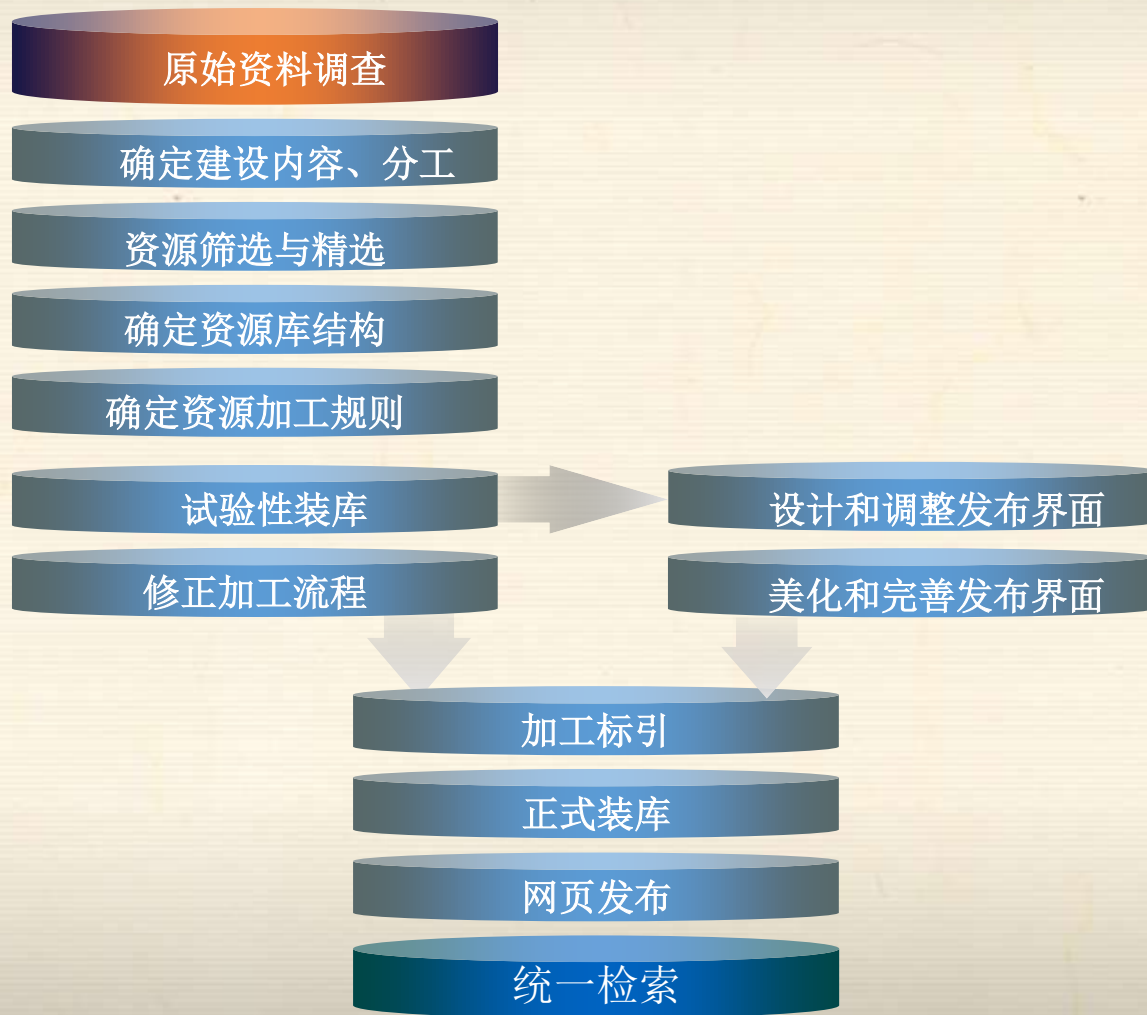 原始资料调查
确定建设内容、分工
资源筛选与精选
确定资源库结构
确定资源加工规则
试验性装库
设计和调整发布界面
修正加工流程
美化和完善发布界面
加工标引
正式装库
网页发布
统一检索